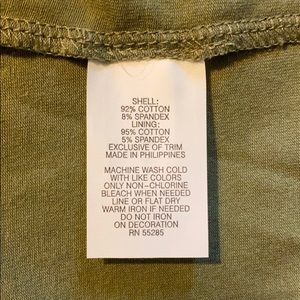 SHELL:
92% COTTON
8% SPANDEX
LINING:
95% COTTON
5% SPANDEX
EXCLUSIVE OF TRIM
MADE IN PHILIPPINES
MACHINE WASH COLD
WITH LIKE COLORS
ONLY NON-CHLORINE
BLEACH WHEN NEEDED
LINE OR FLAT DRY
WARM IRON IF NEEDED
DO NOT IRON
ON DECORATION
RN 55285